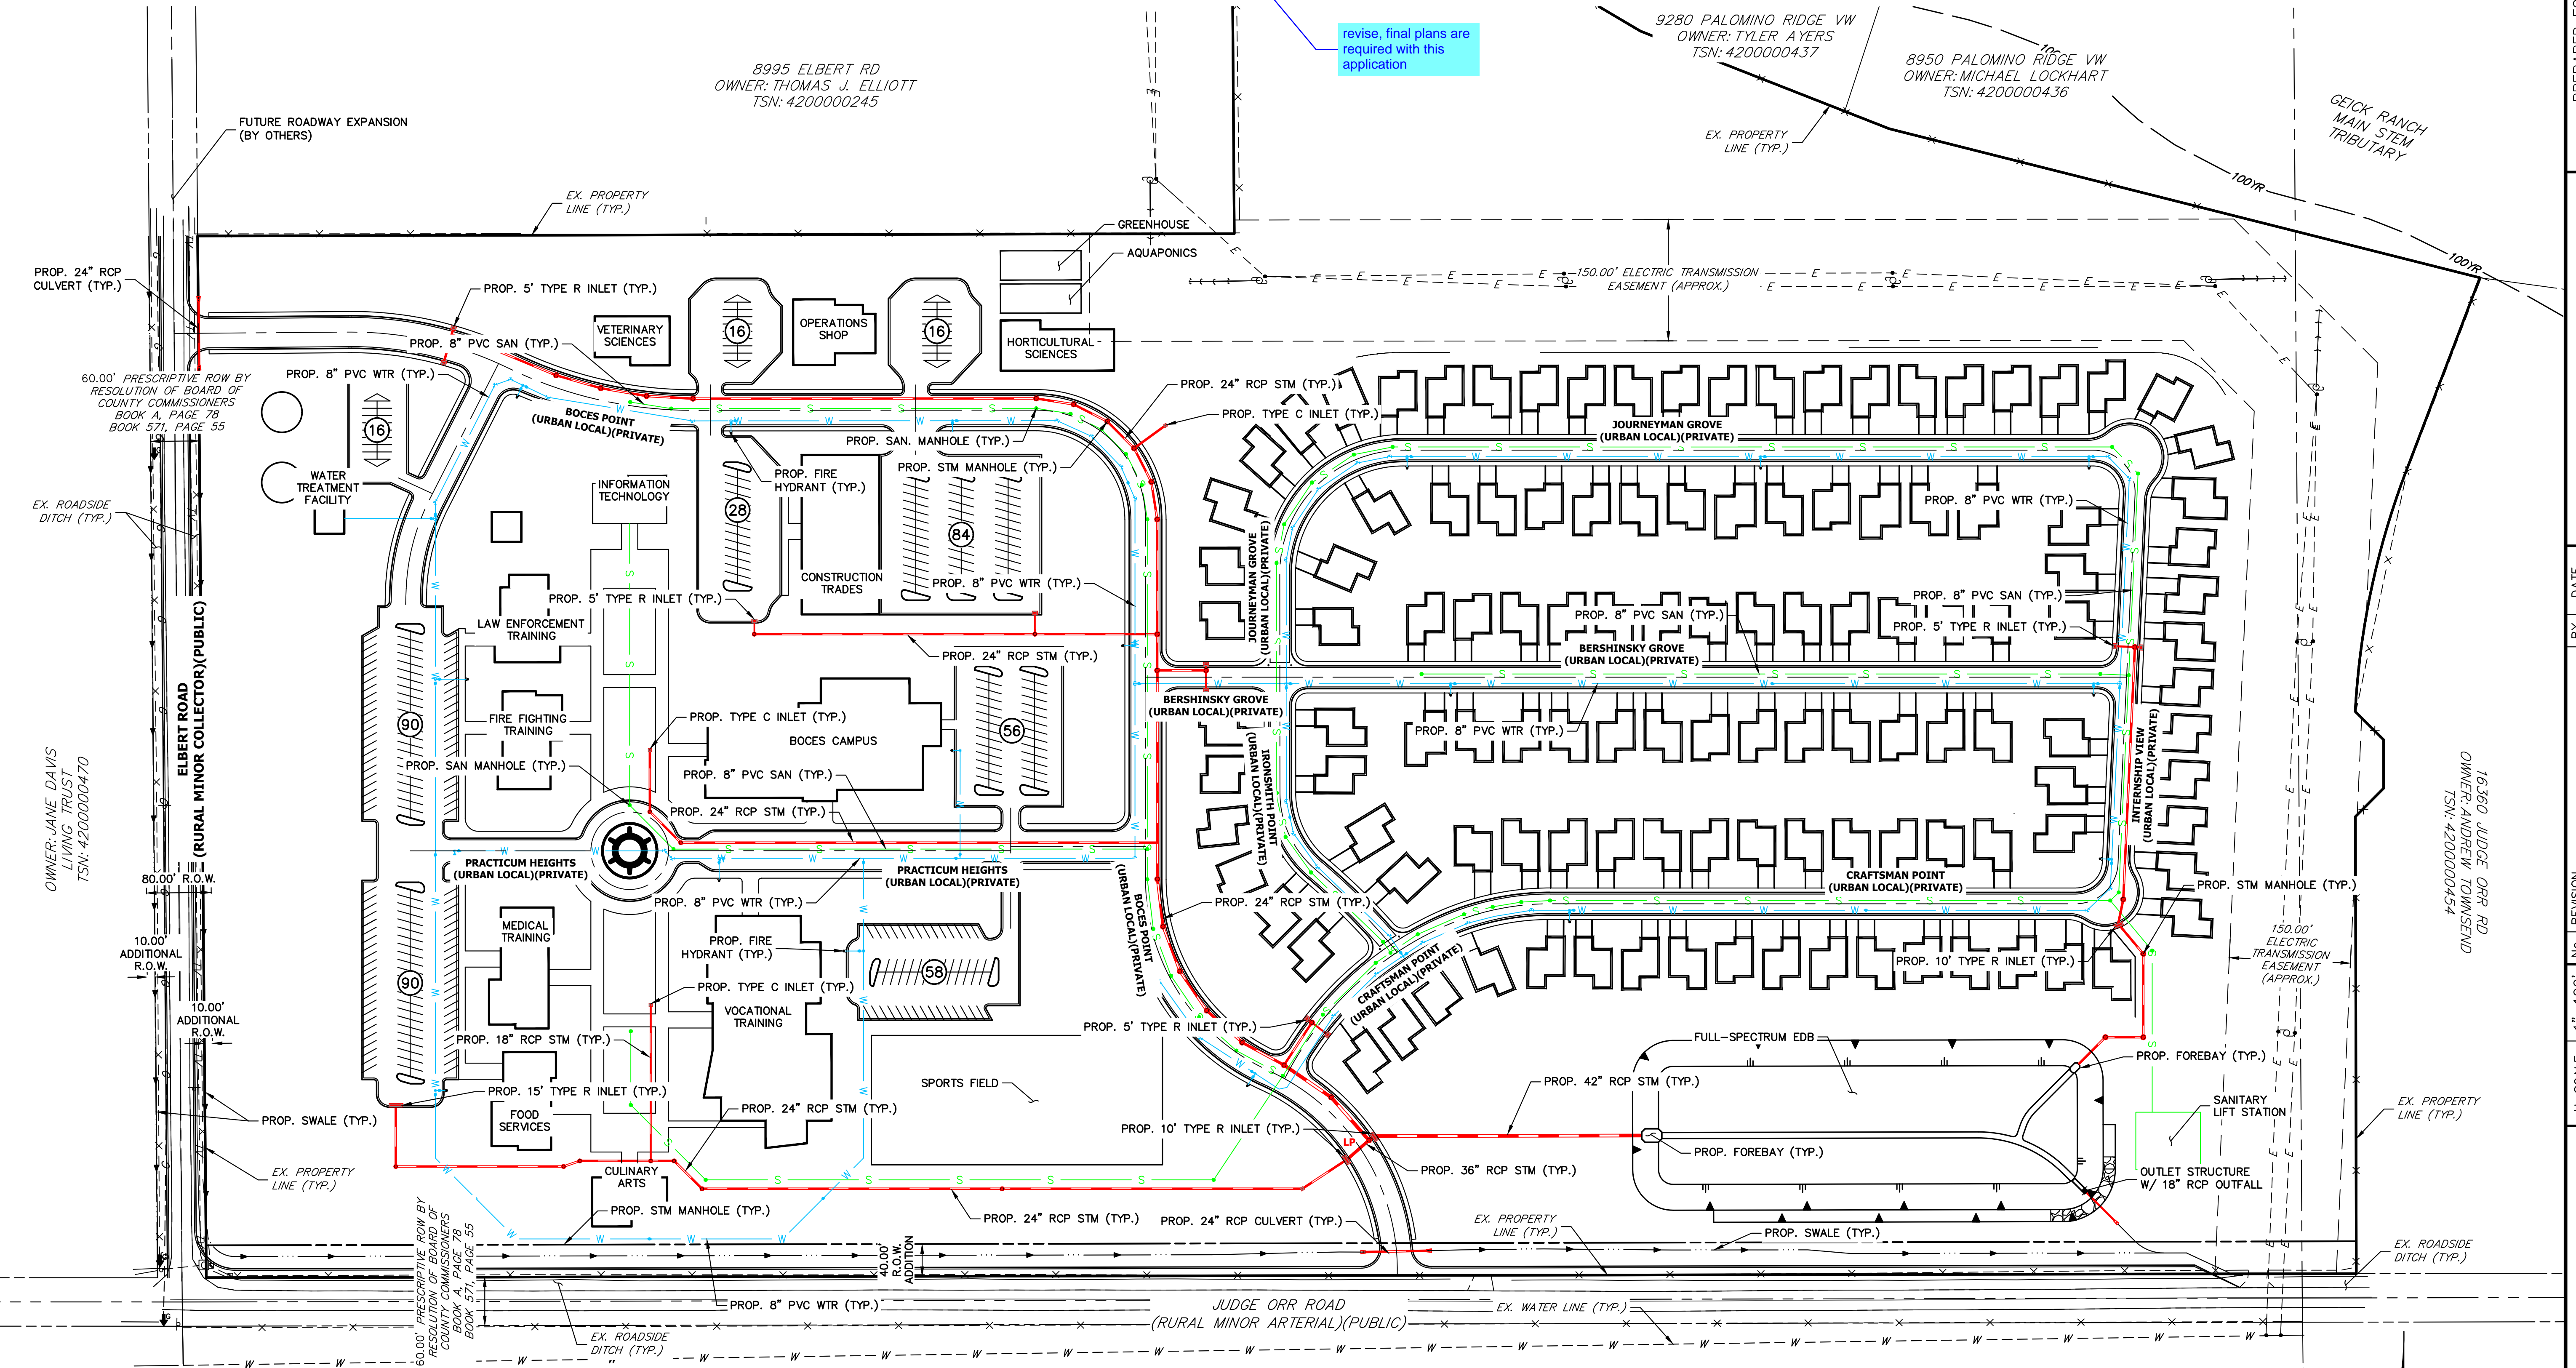 revise, final plans are
required with this
application
9280 PALOMINO RIDGE VW
OWNER: TYLER AYERS
TSN: 4200000437
8950 PALOMINO RIDGE VW
OWNER: MICHAEL LOCKHART
TSN: 4200000436
100YR
GEICK RANCH
MAIN STEM
TRIBUTARY
8995 ELBERT RD
OWNER: THOMAS J. ELLIOTT
TSN: 4200000245
FUTURE ROADWAY EXPANSION
(BY OTHERS)
EX. PROPERTY
LINE (TYP.)
EX. PROPERTY
LINE (TYP.)
100YR
100YR
GREENHOUSE
AQUAPONICS
PROP. 24" RCP
CULVERT (TYP.)
150.00' ELECTRIC TRANSMISSION
EASEMENT (APPROX.)
PROP. 5' TYPE R INLET (TYP.)
VETERINARY
SCIENCES
16
OPERATIONS
SHOP
16
HORTICULTURAL
SCIENCES
PROP. 8" PVC SAN (TYP.)
60.00' PRESCRIPTIVE ROW BY
RESOLUTION OF BOARD OF
COUNTY COMMISSIONERS
BOOK A, PAGE 78
BOOK 571, PAGE 55
PROP. 8" PVC WTR (TYP.)
16
PROP. 24" RCP STM (TYP.)
PROP. TYPE C INLET (TYP.)
BOCES POINT
(URBAN LOCAL)(PRIVATE)
PROP. SAN. MANHOLE (TYP.)
JOURNEYMAN GROVE
(URBAN LOCAL)(PRIVATE)
PROP. STM MANHOLE (TYP.)
PROP. FIRE
HYDRANT (TYP.)
WATER
TREATMENT
FACILITY
INFORMATION
TECHNOLOGY
28
84
EX. ROADSIDE
DITCH (TYP.)
PROP. 8" PVC WTR (TYP.)
JOURNEYMAN GROVE
(URBAN LOCAL)(PRIVATE)
CONSTRUCTION
TRADES
PROP. 8" PVC WTR (TYP.)
PROP. 5' TYPE R INLET (TYP.)
PROP. 8" PVC SAN (TYP.)
PROP. 8" PVC SAN (TYP.)
PROP. 5' TYPE R INLET (TYP.)
LAW ENFORCEMENT
TRAINING
PROP. 24" RCP STM (TYP.)
BERSHINSKY GROVE
(URBAN LOCAL)(PRIVATE)
ELBERT ROAD
(RURAL MINOR COLLECTOR)(PUBLIC)
BERSHINSKY GROVE
(URBAN LOCAL)(PRIVATE)
90
FIRE FIGHTING
TRAINING
PROP. TYPE C INLET (TYP.)
BOCES CAMPUS
56
PROP. 8" PVC WTR (TYP.)
IRONSMITH POINT
(URBAN LOCAL)(PRIVATE)
INTERNSHIP VIEW
(URBAN LOCAL)(PRIVATE)
PROP. SAN MANHOLE (TYP.)
PROP. 8" PVC SAN (TYP.)
PROP. 24" RCP STM (TYP.)
OWNER: JANE DAVIS
LIVING TRUST
TSN: 4200000470
16360 JUDGE ORR RD
OWNER: ANDREW TOWNSEND
TSN: 4200000454
PRACTICUM HEIGHTS
(URBAN LOCAL)(PRIVATE)
PRACTICUM HEIGHTS
(URBAN LOCAL)(PRIVATE)
CRAFTSMAN POINT
(URBAN LOCAL)(PRIVATE)
PROP. STM MANHOLE (TYP.)
80.00' R.O.W.
PROP. 8" PVC WTR (TYP.)
PROP. 24" RCP STM (TYP.)
BOCES POINT
(URBAN LOCAL)(PRIVATE)
MEDICAL
TRAINING
PROP. FIRE
HYDRANT (TYP.)
58
10.00'
ADDITIONAL
R.O.W.
90
CRAFTSMAN POINT
(URBAN LOCAL)(PRIVATE)
PROP. 10' TYPE R INLET (TYP.)
150.00'
ELECTRIC
TRANSMISSION
EASEMENT
(APPROX.)
PROP. TYPE C INLET (TYP.)
VOCATIONAL
TRAINING
10.00'
ADDITIONAL
R.O.W.
PROP. 5' TYPE R INLET (TYP.)
PROP. 18" RCP STM (TYP.)
FULL-SPECTRUM EDB
PROP. FOREBAY (TYP.)
PROP. 15' TYPE R INLET (TYP.)
SPORTS FIELD
PROP. 42" RCP STM (TYP.)
PROP. 24" RCP STM (TYP.)
SANITARY
LIFT STATION
EX. PROPERTY
LINE (TYP.)
PROP. SWALE (TYP.)
FOOD
SERVICES
PROP. 10' TYPE R INLET (TYP.)
LP
PROP. FOREBAY (TYP.)
PROP. 36" RCP STM (TYP.)
EX. PROPERTY
LINE (TYP.)
CULINARY
ARTS
OUTLET STRUCTURE
W/ 18" RCP OUTFALL
PROP. STM MANHOLE (TYP.)
PROP. 24" RCP STM (TYP.)
PROP. 24" RCP CULVERT (TYP.)
EX. PROPERTY
LINE (TYP.)
PROP. SWALE (TYP.)
EX. ROADSIDE
DITCH (TYP.)
40.00
R.O.W.
ADDITION
60.00' PRESCRIPTIVE ROW BY
RESOLUTION OF BOARD OF
COUNTY COMMISSIONERS
BOOK A, PAGE 78
BOOK 571, PAGE 55
PROP. 8" PVC WTR (TYP.)
JUDGE ORR ROAD
(RURAL MINOR ARTERIAL)(PUBLIC)
EX. WATER LINE (TYP.)
EX. ROADSIDE
DITCH (TYP.)
BY
DATE
No.
REVISION